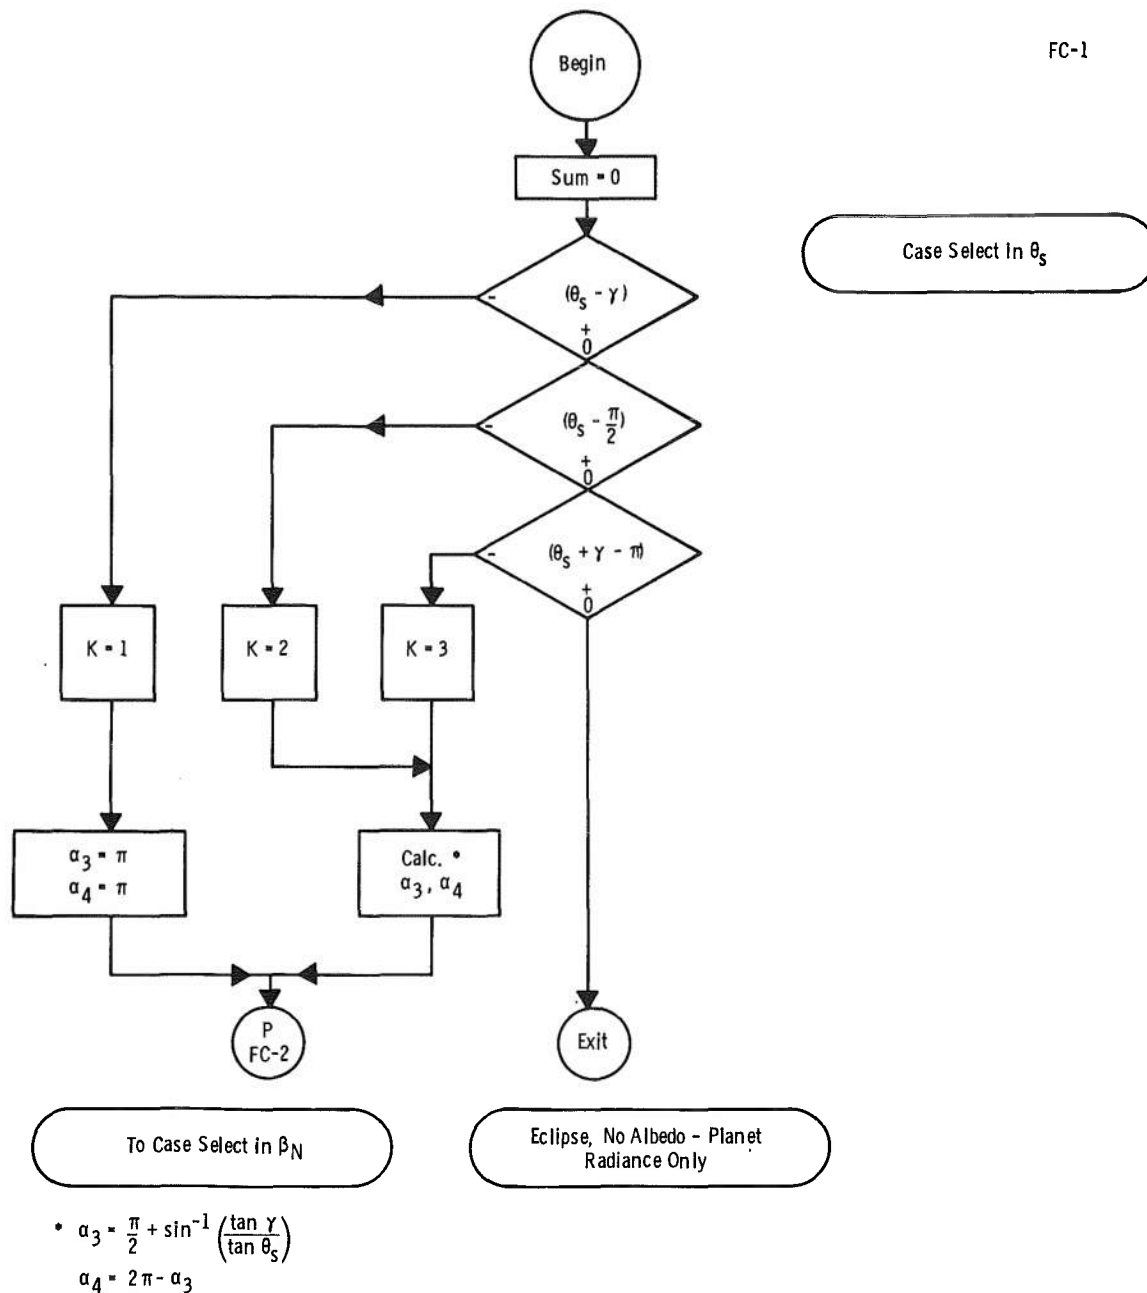 FC-1
Begin
Sum = 0
Case Select in θs
(θs - γ)
-
+
0
(θs - π/2)
-
+
0
(θs + γ - π)
-
+
0
K = 1
K = 2
K = 3
α3 = π
α4 = π
Calc. *
α3, α4
P
FC-2
Exit
To Case Select in βN
Eclipse, No Albedo - Planet
Radiance Only
* α3 = π/2 + sin⁻¹ (tan γ / tan θs)
α4 = 2π - α3